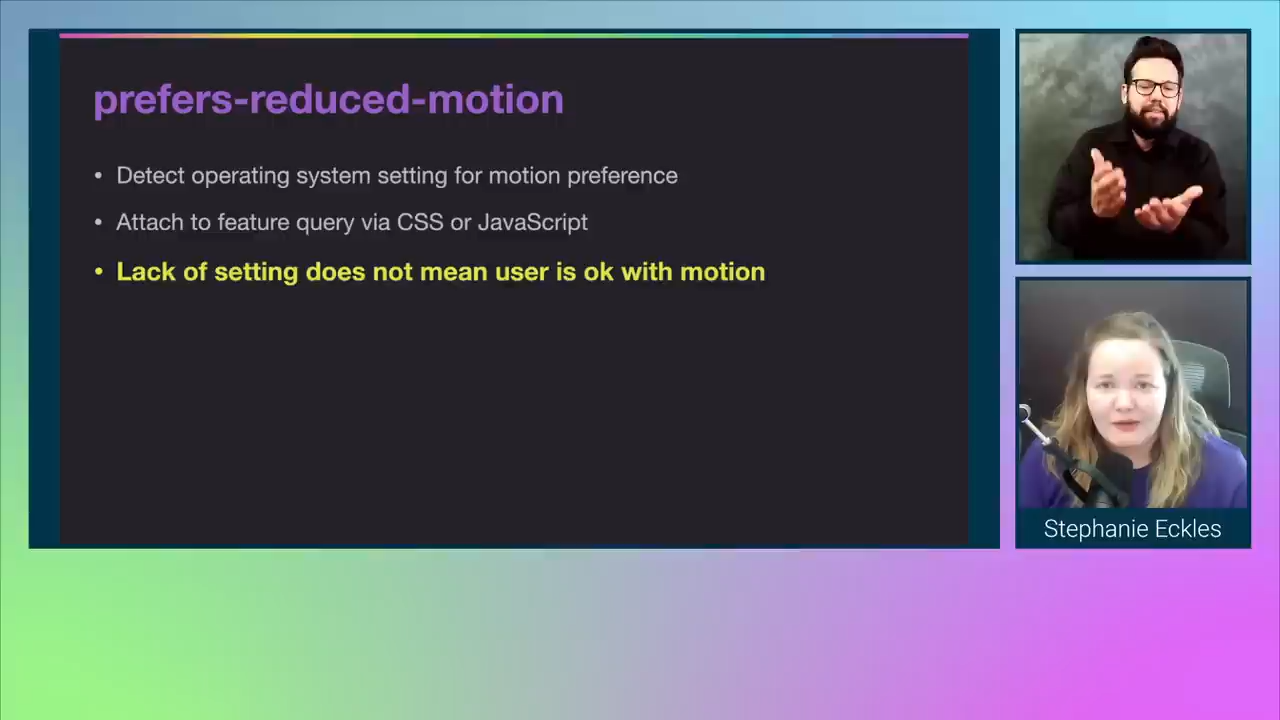 prefers-reduced-motion
• Detect operating system setting for motion preference
• Attach to feature query via CSS or JavaScript
• Lack of setting does not mean user is ok with motion
Stephanie Eckles